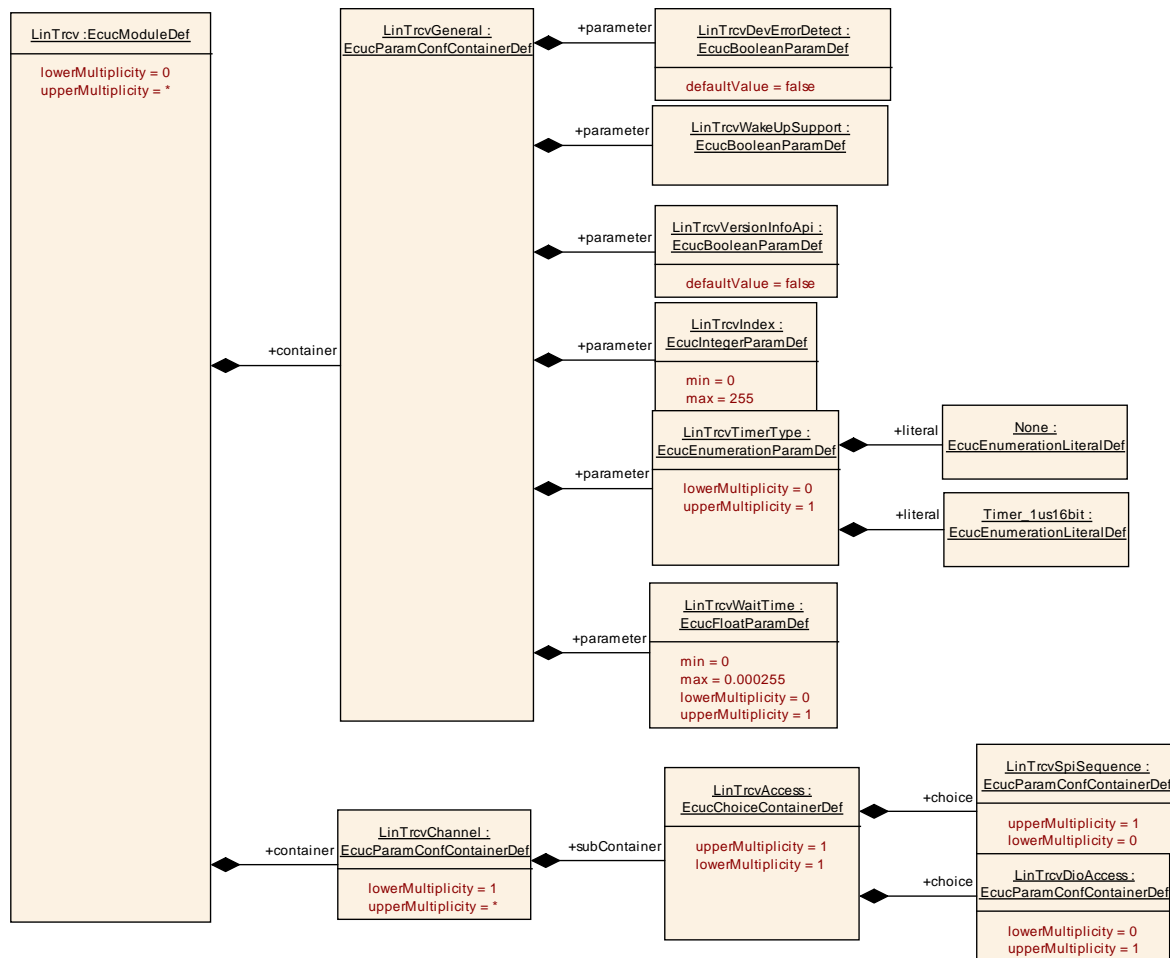 LinTrcv :EcucModuleDef
lowerMultiplicity = 0
upperMultiplicity = *
+container
LinTrcvGeneral :
EcucParamConfContainerDef
+parameter
LinTrcvDevErrorDetect :
EcucBooleanParamDef
defaultValue = false
+parameter
LinTrcvWakeUpSupport :
EcucBooleanParamDef
+parameter
LinTrcvVersionInfoApi :
EcucBooleanParamDef
defaultValue = false
+parameter
LinTrcvIndex :
EcucIntegerParamDef
min = 0
max = 255
+parameter
LinTrcvTimerType :
EcucEnumerationParamDef
lowerMultiplicity = 0
upperMultiplicity = 1
+literal
None :
EcucEnumerationLiteralDef
+literal
Timer_1us16bit :
EcucEnumerationLiteralDef
+parameter
LinTrcvWaitTime :
EcucFloatParamDef
min = 0
max = 0.000255
lowerMultiplicity = 0
upperMultiplicity = 1
+container
LinTrcvChannel :
EcucParamConfContainerDef
lowerMultiplicity = 1
upperMultiplicity = *
+subContainer
LinTrcvAccess :
EcucChoiceContainerDef
upperMultiplicity = 1
lowerMultiplicity = 1
+choice
LinTrcvSpiSequence :
EcucParamConfContainerDef
upperMultiplicity = 1
lowerMultiplicity = 0
+choice
LinTrcvDioAccess :
EcucParamConfContainerDef
lowerMultiplicity = 0
upperMultiplicity = 1